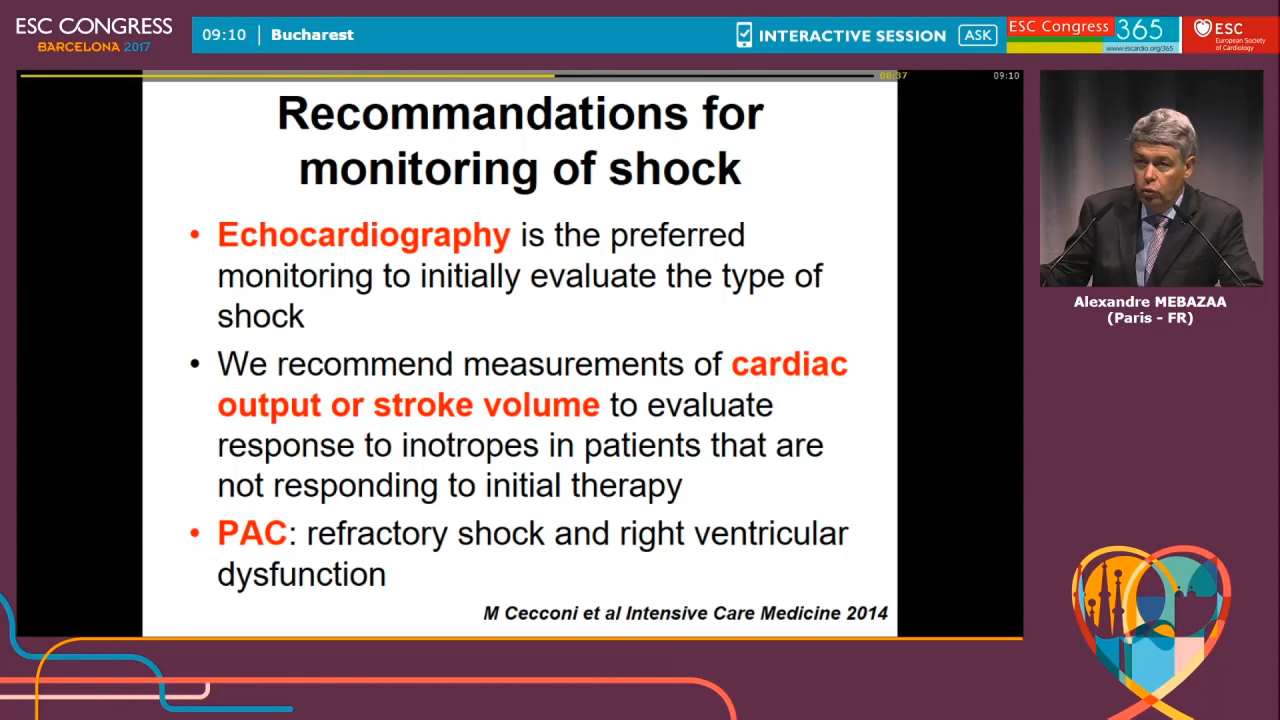 ESC CONGRESS
BARCELONA 2017
09:10 | Bucharest
INTERACTIVE SESSION
ASK
ESC Congress
365
www.escardio.org/365
ESC
European Society
of Cardiology
08:37
09:10
Recommandations for
monitoring of shock
• Echocardiography is the preferred
monitoring to initially evaluate the type of
shock
• We recommend measurements of cardiac
output or stroke volume to evaluate
response to inotropes in patients that are
not responding to initial therapy
• PAC: refractory shock and right ventricular
dysfunction
M Cecconi et al Intensive Care Medicine 2014
Alexandre MEBAZAA
(Paris - FR)